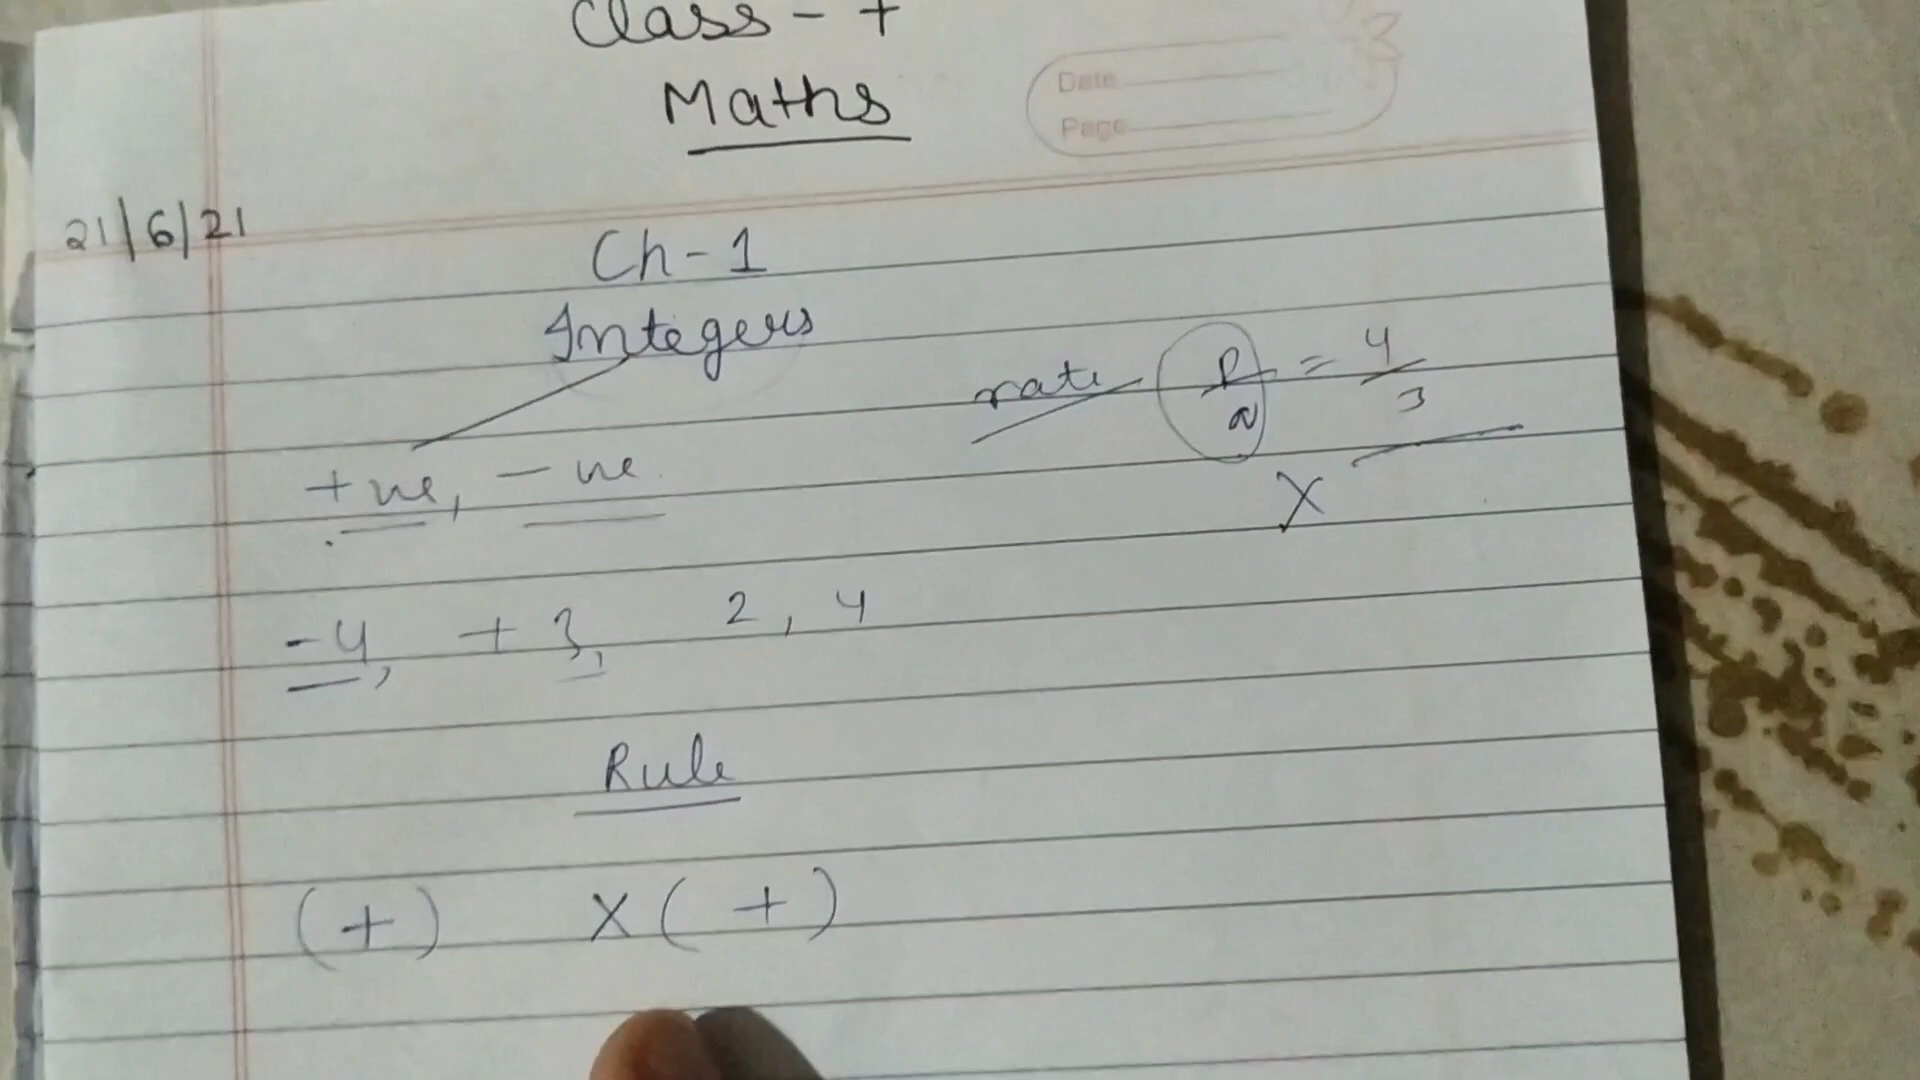 Class - 7
Maths
Date
Page
21/6/21
Ch-1
Integers
rate P/a = 4/3
+ve, -ve
X
-4, +3, 2, 4
Rule
(+) X (+)